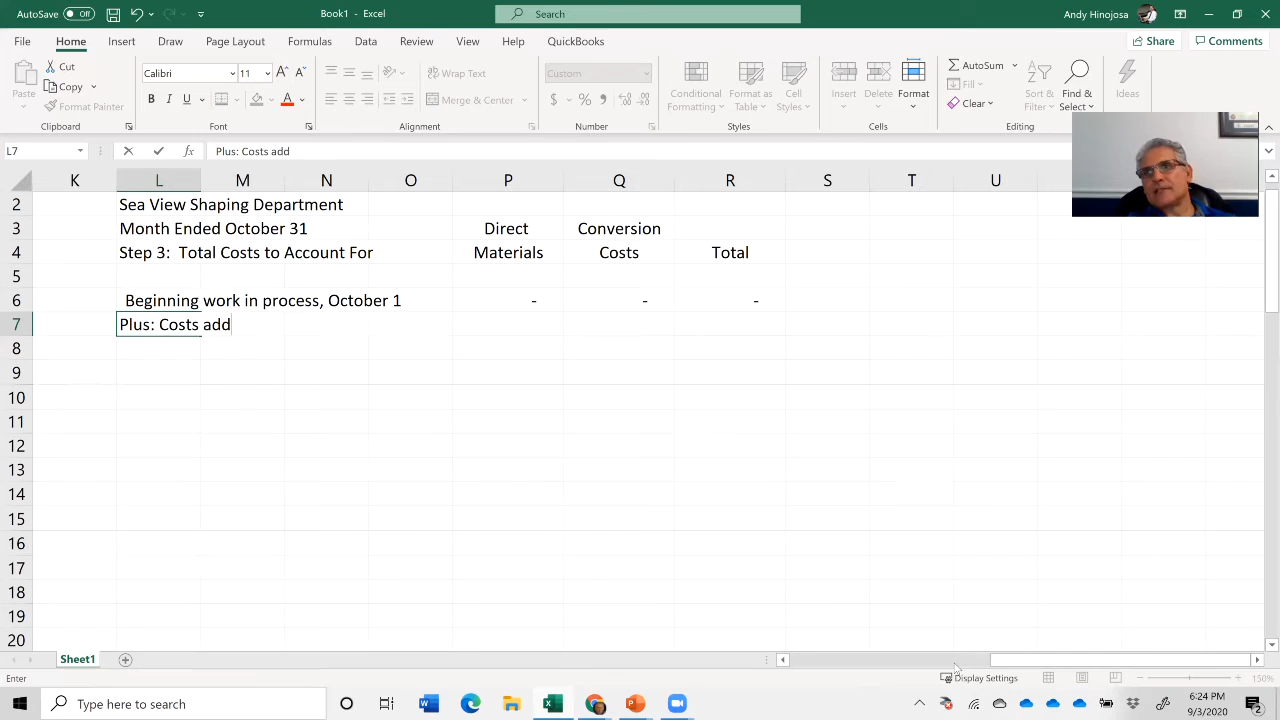 AutoSave Off Book1 - Excel Search Andy Hinojosa
File Home Insert Draw Page Layout Formulas Data Review View Help QuickBooks Share Comments
Paste Cut Copy Format Painter
Calibri 11 A A
B I U A
Wrap Text
Merge & Center
Custom
$ % 9
Conditional Formatting Format as Table Cell Styles
Insert Delete Format
AutoSum Fill Clear
Sort & Filter Find & Select
Ideas
Clipboard Font Alignment Number Styles Cells Editing
L7 fx Plus: Costs add
K L M N O P Q R S T U
2 Sea View Shaping Department
3 Month Ended October 31 Direct Conversion
4 Step 3: Total Costs to Account For Materials Costs Total
5
6 Beginning work in process, October 1 - - -
7 Plus: Costs add
8
9
10
11
12
13
14
15
16
17
18
19
20
Sheet1
Enter Display Settings 150%
Type here to search 6:24 PM
9/3/2020 2